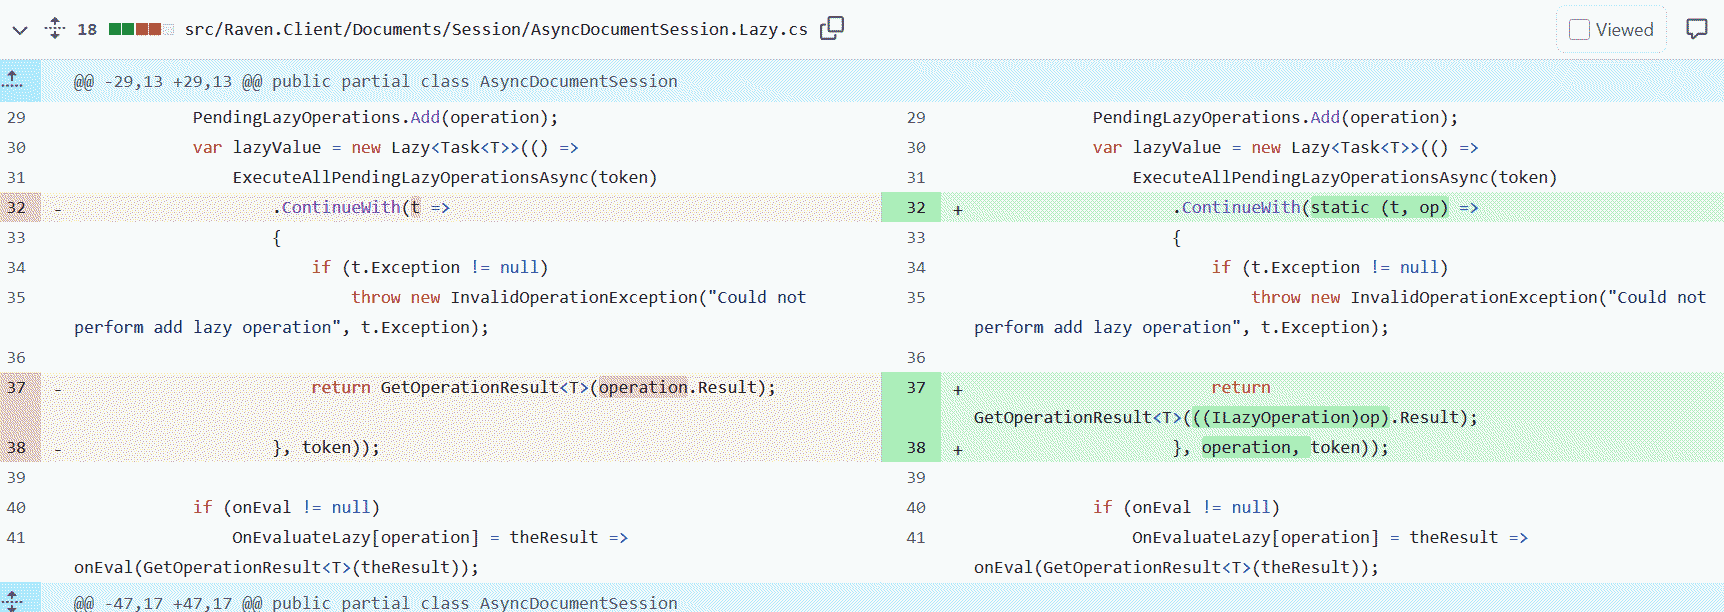 18 src/Raven.Client/Documents/Session/AsyncDocumentSession.Lazy.cs Viewed
@@ -29,13 +29,13 @@ public partial class AsyncDocumentSession
29 PendingLazyOperations.Add(operation);
30 var lazyValue = new Lazy<Task<T>>(() =>
31 ExecuteAllPendingLazyOperationsAsync(token)
32 - .ContinueWith(t =>
33 {
34 if (t.Exception != null)
35 throw new InvalidOperationException("Could not
perform add lazy operation", t.Exception);
36
37 - return GetOperationResult<T>(operation.Result);
38 - }, token));
39
40 if (onEval != null)
41 OnEvaluateLazy[operation] = theResult =>
onEval(GetOperationResult<T>(theResult));
29 PendingLazyOperations.Add(operation);
30 var lazyValue = new Lazy<Task<T>>(() =>
31 ExecuteAllPendingLazyOperationsAsync(token)
32 + .ContinueWith(static (t, op) =>
33 {
34 if (t.Exception != null)
35 throw new InvalidOperationException("Could not
perform add lazy operation", t.Exception);
36
37 + return
GetOperationResult<T>(((ILazyOperation)op).Result);
38 + }, operation, token));
39
40 if (onEval != null)
41 OnEvaluateLazy[operation] = theResult =>
onEval(GetOperationResult<T>(theResult));
@@ -47,17 +47,17 @@ public partial class AsyncDocumentSession